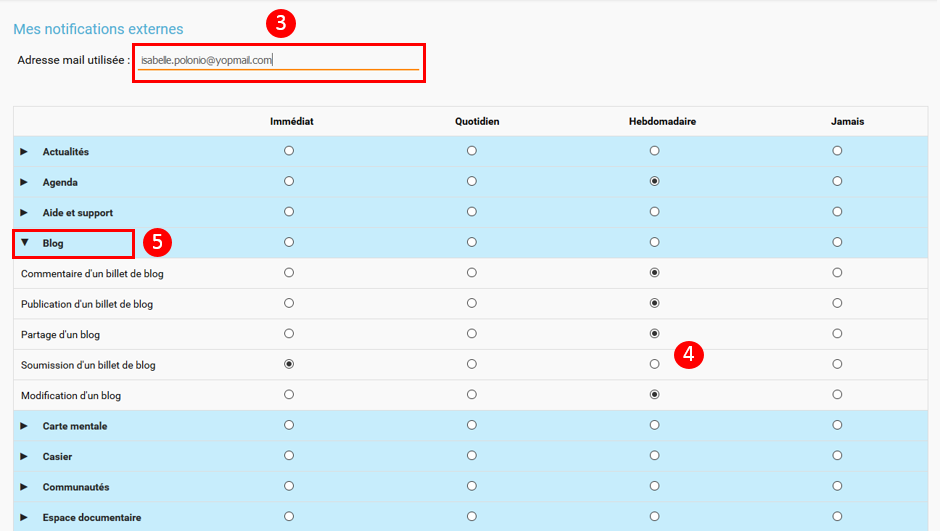 3
Mes notifications externes
Adresse mail utilisée : isabelle.polonio@yopmail.com
Immédiat Quotidien Hebdomadaire Jamais
Actualités
Agenda
Aide et support
Blog 5
Commentaire d'un billet de blog
Publication d'un billet de blog
Partage d'un blog
4
Soumission d'un billet de blog
Modification d'un blog
Carte mentale
Casier
Communautés
Espace documentaire